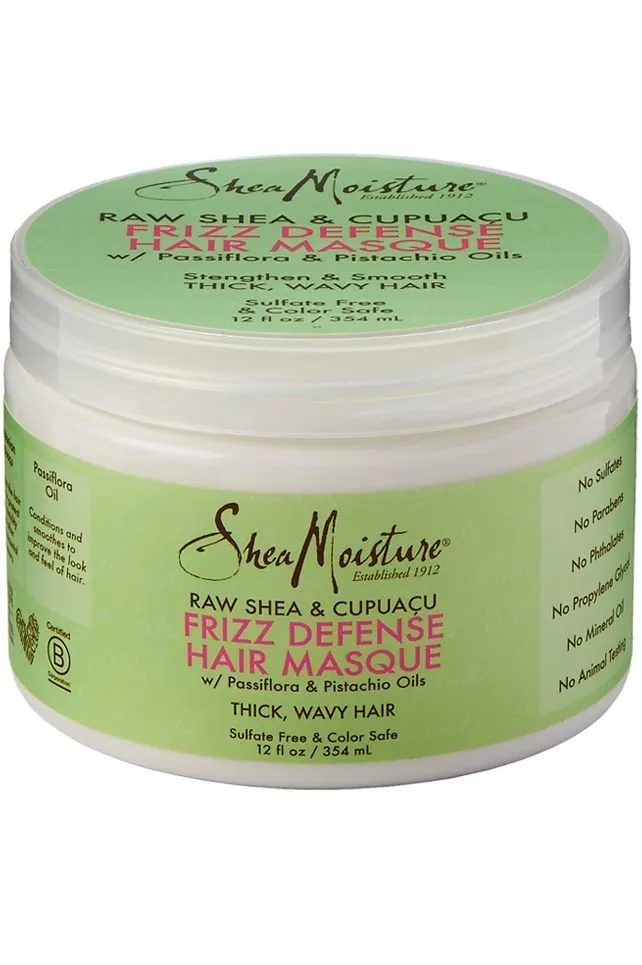 Shea Moisture®
Established 1912
RAW SHEA & CUPUAÇU
FRIZZ DEFENSE
HAIR MASQUE
w/ Passiflora & Pistachio Oils
Stengthen & Smooth
THICK, WAVY HAIR
Sulfate Free
& Color Safe
12 fl oz / 354 mL
Passiflora
Oil
Conditions and
smoothes to
improve the look
and feel of hair.
Certified
B
Corporation
Shea Moisture®
Established 1912
RAW SHEA & CUPUAÇU
FRIZZ DEFENSE
HAIR MASQUE
w/ Passiflora & Pistachio Oils
THICK, WAVY HAIR
Sulfate Free & Color Safe
12 fl oz / 354 mL
No Sulfates
No Parabens
No Phthalates
No Propylene Glycol
No Mineral Oil
No Animal Testing